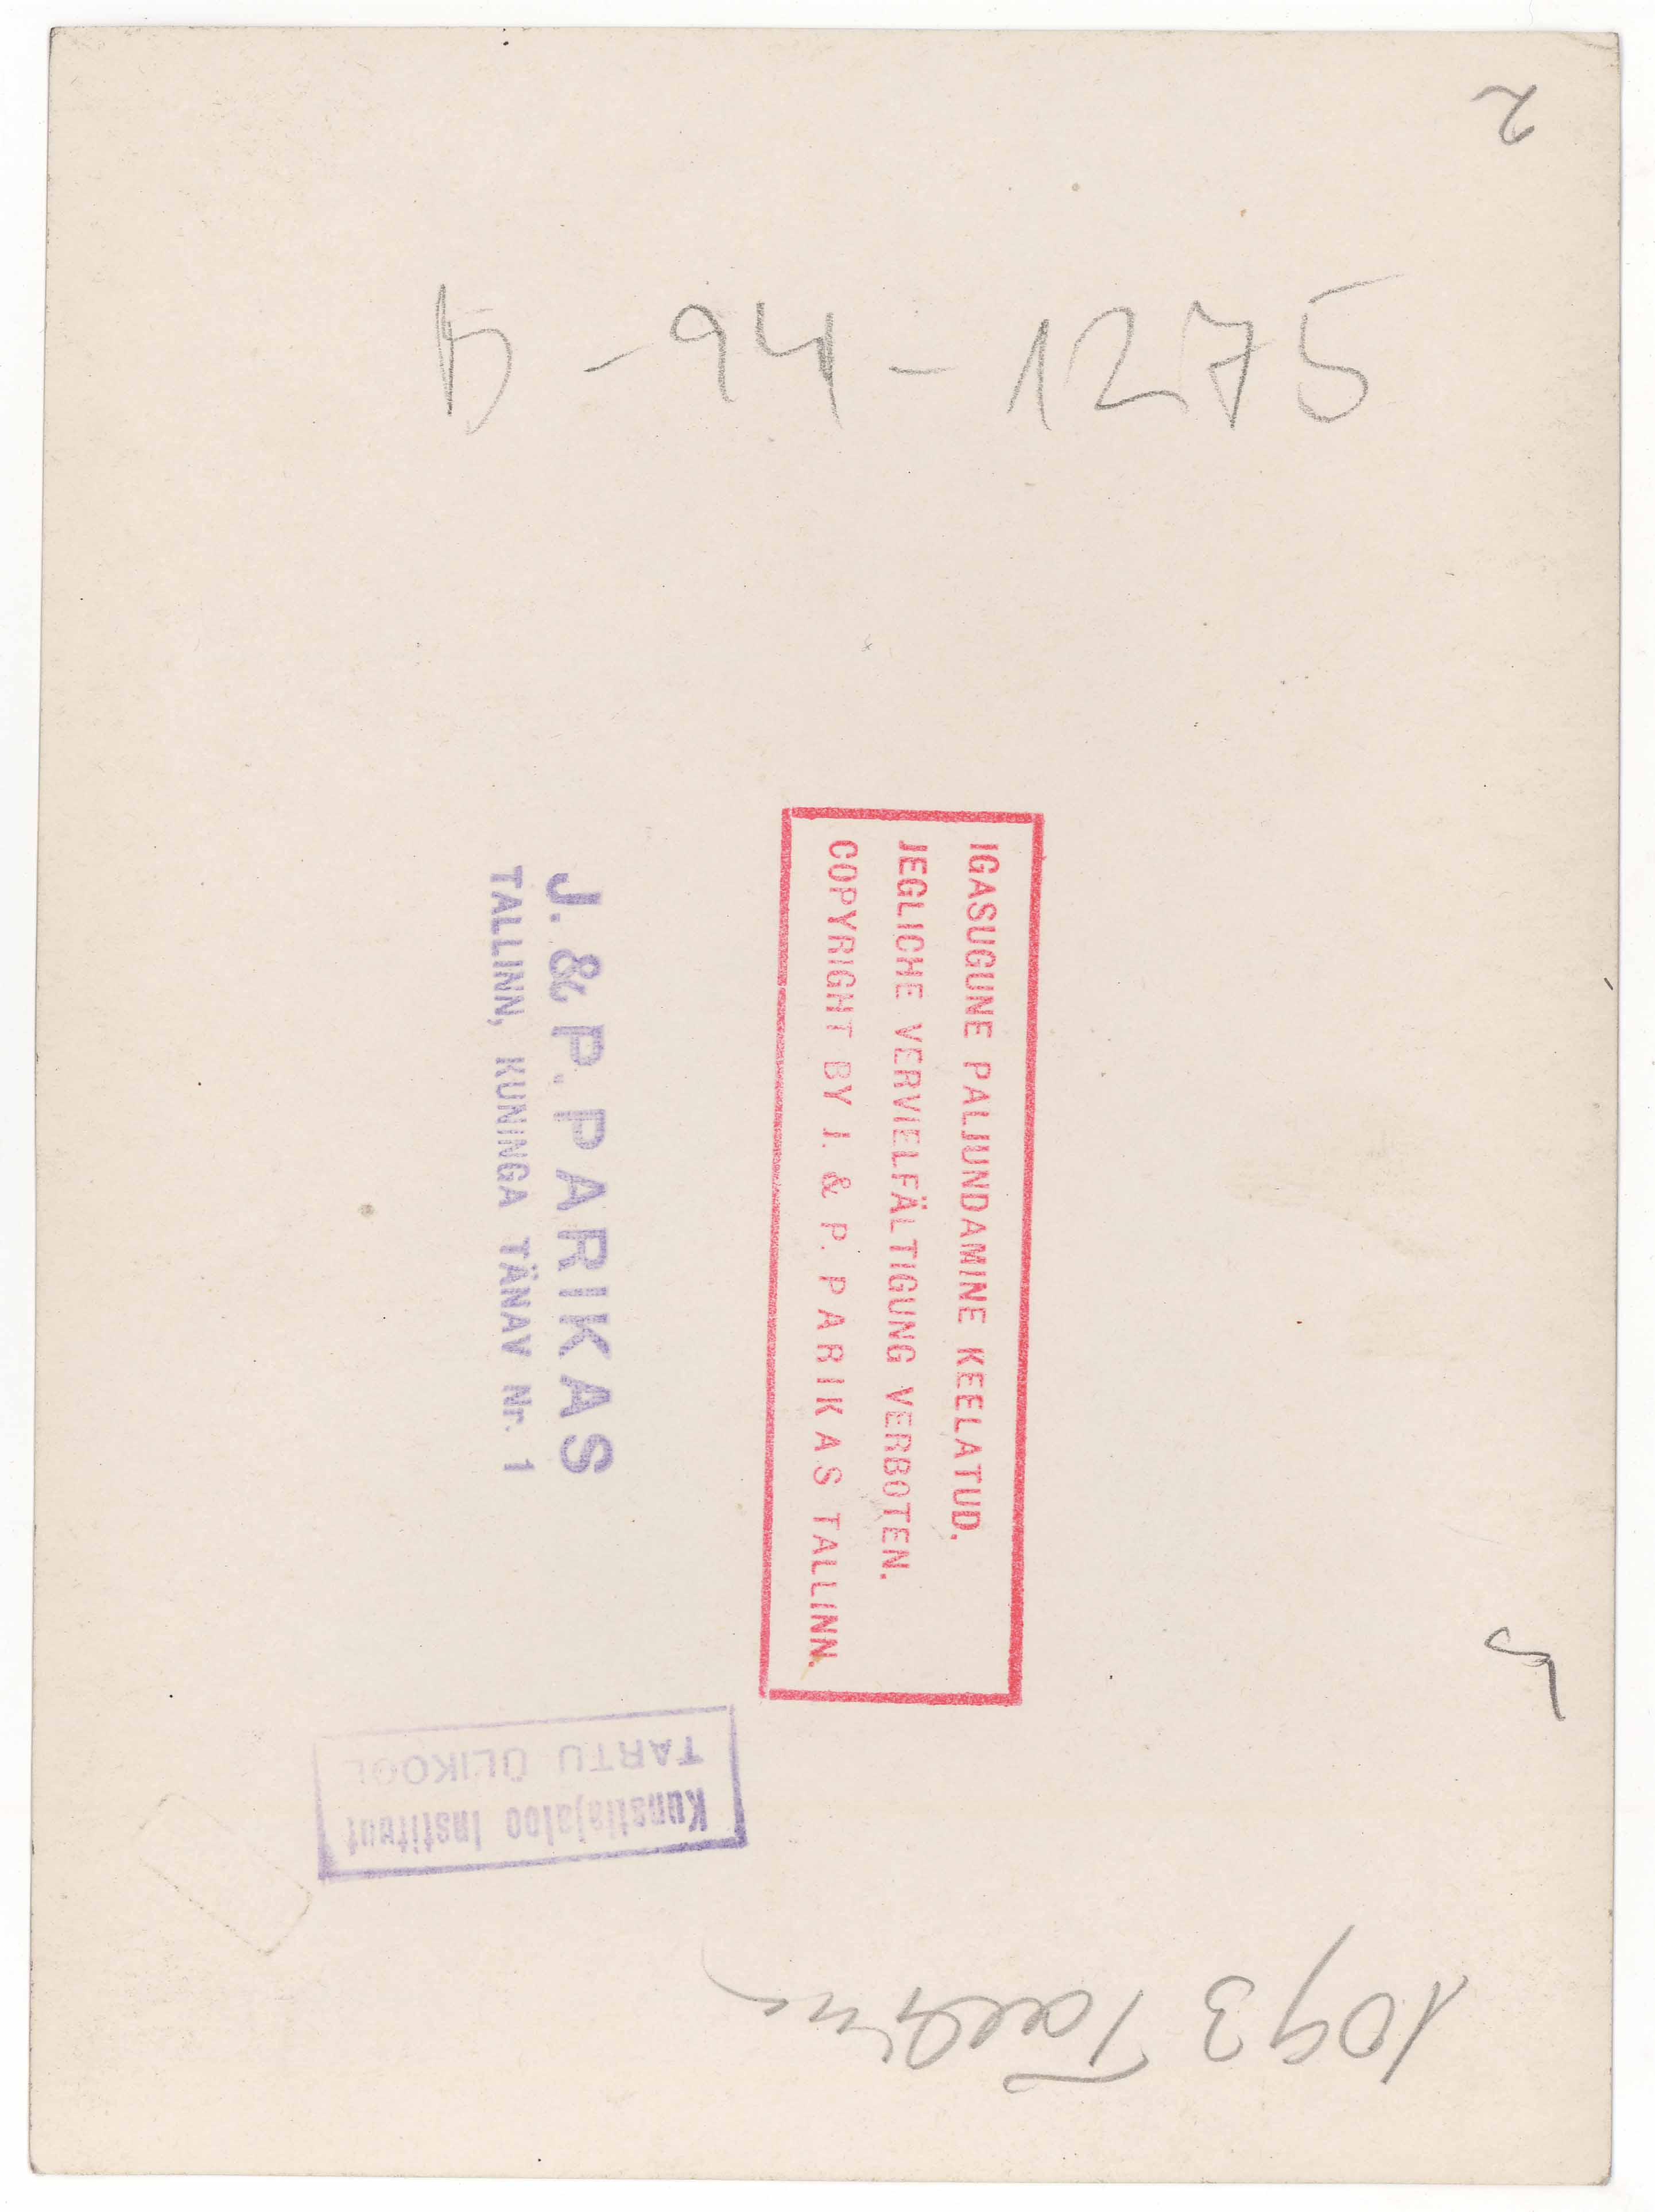 2
D-94-1275
IGASUGUNE PALJUNDAMINE KEELATUD.
JEGLICHE VERVIELFÄLTIGUNG VERBOTEN.
COPYRIGHT BY J. & P. PARIKAS TALLINN.
J. & P. PARIKAS
TALLINN, KUNINGA TÄNAV Nr. 1
Kunstiajaloo Instituut
TARTU ÜLIKOOL
1093 Tallinn